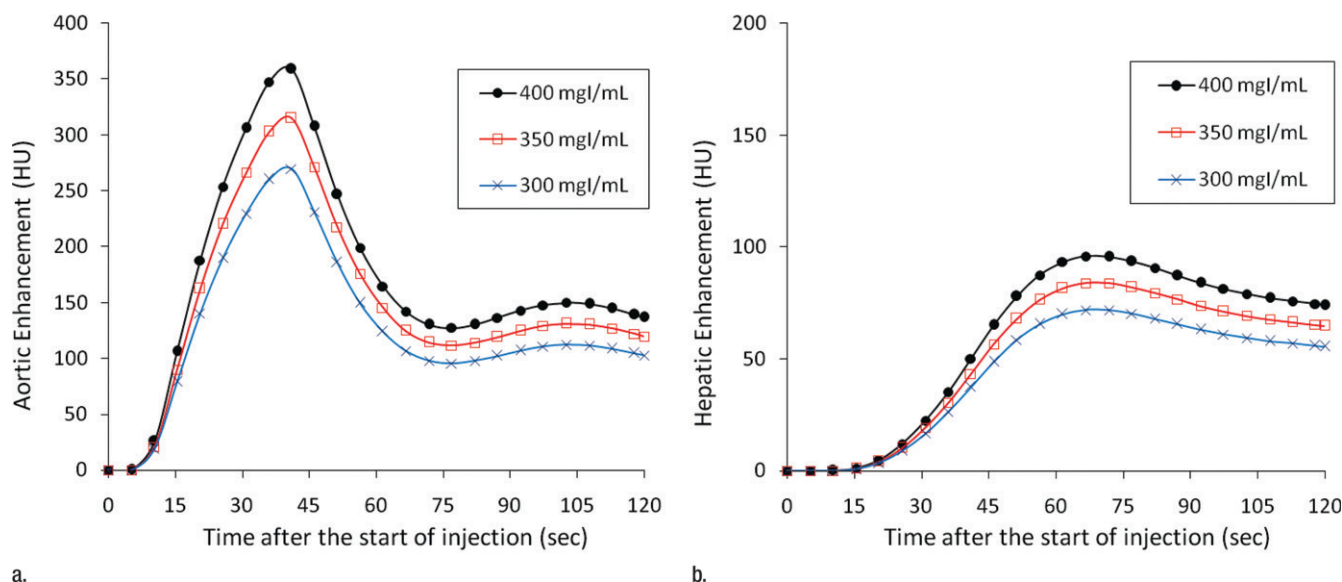 Aortic Enhancement (HU)
400
350
300
250
200
150
100
50
0
400 mgI/mL
350 mgI/mL
300 mgI/mL
0 15 30 45 60 75 90 105 120
Time after the start of injection (sec)
a.
Hepatic Enhancement (HU)
200
150
100
50
0
400 mgI/mL
350 mgI/mL
300 mgI/mL
0 15 30 45 60 75 90 105 120
Time after the start of injection (sec)
b.